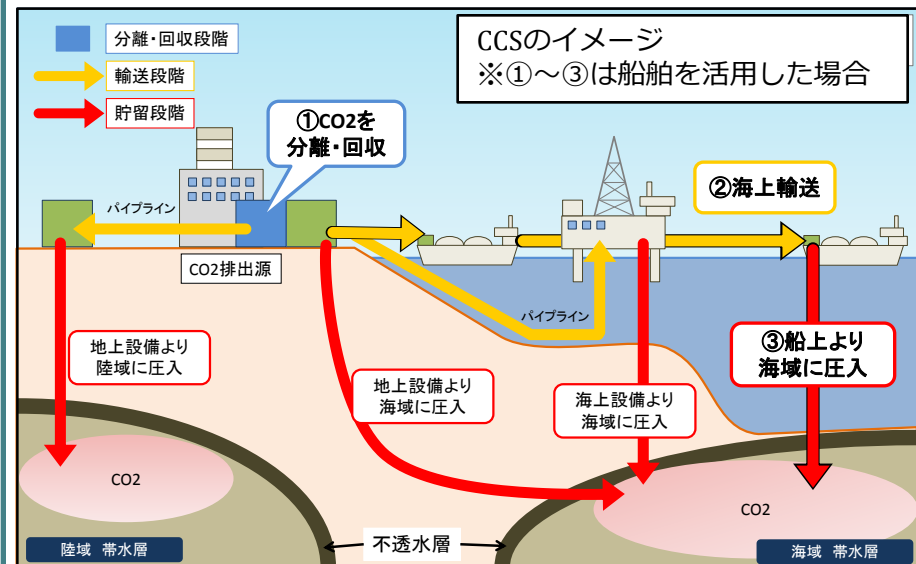 分離・回収段階
輸送段階
貯留段階
CCSのイメージ
※①～③は船舶を活用した場合
①CO2を
分離・回収
②海上輸送
パイプライン
CO2排出源
パイプライン
③船上より
海域に圧入
地上設備より
陸域に圧入
地上設備より
海域に圧入
海上設備より
海域に圧入
CO2
CO2
不透水層
陸域 帯水層
海域 帯水層